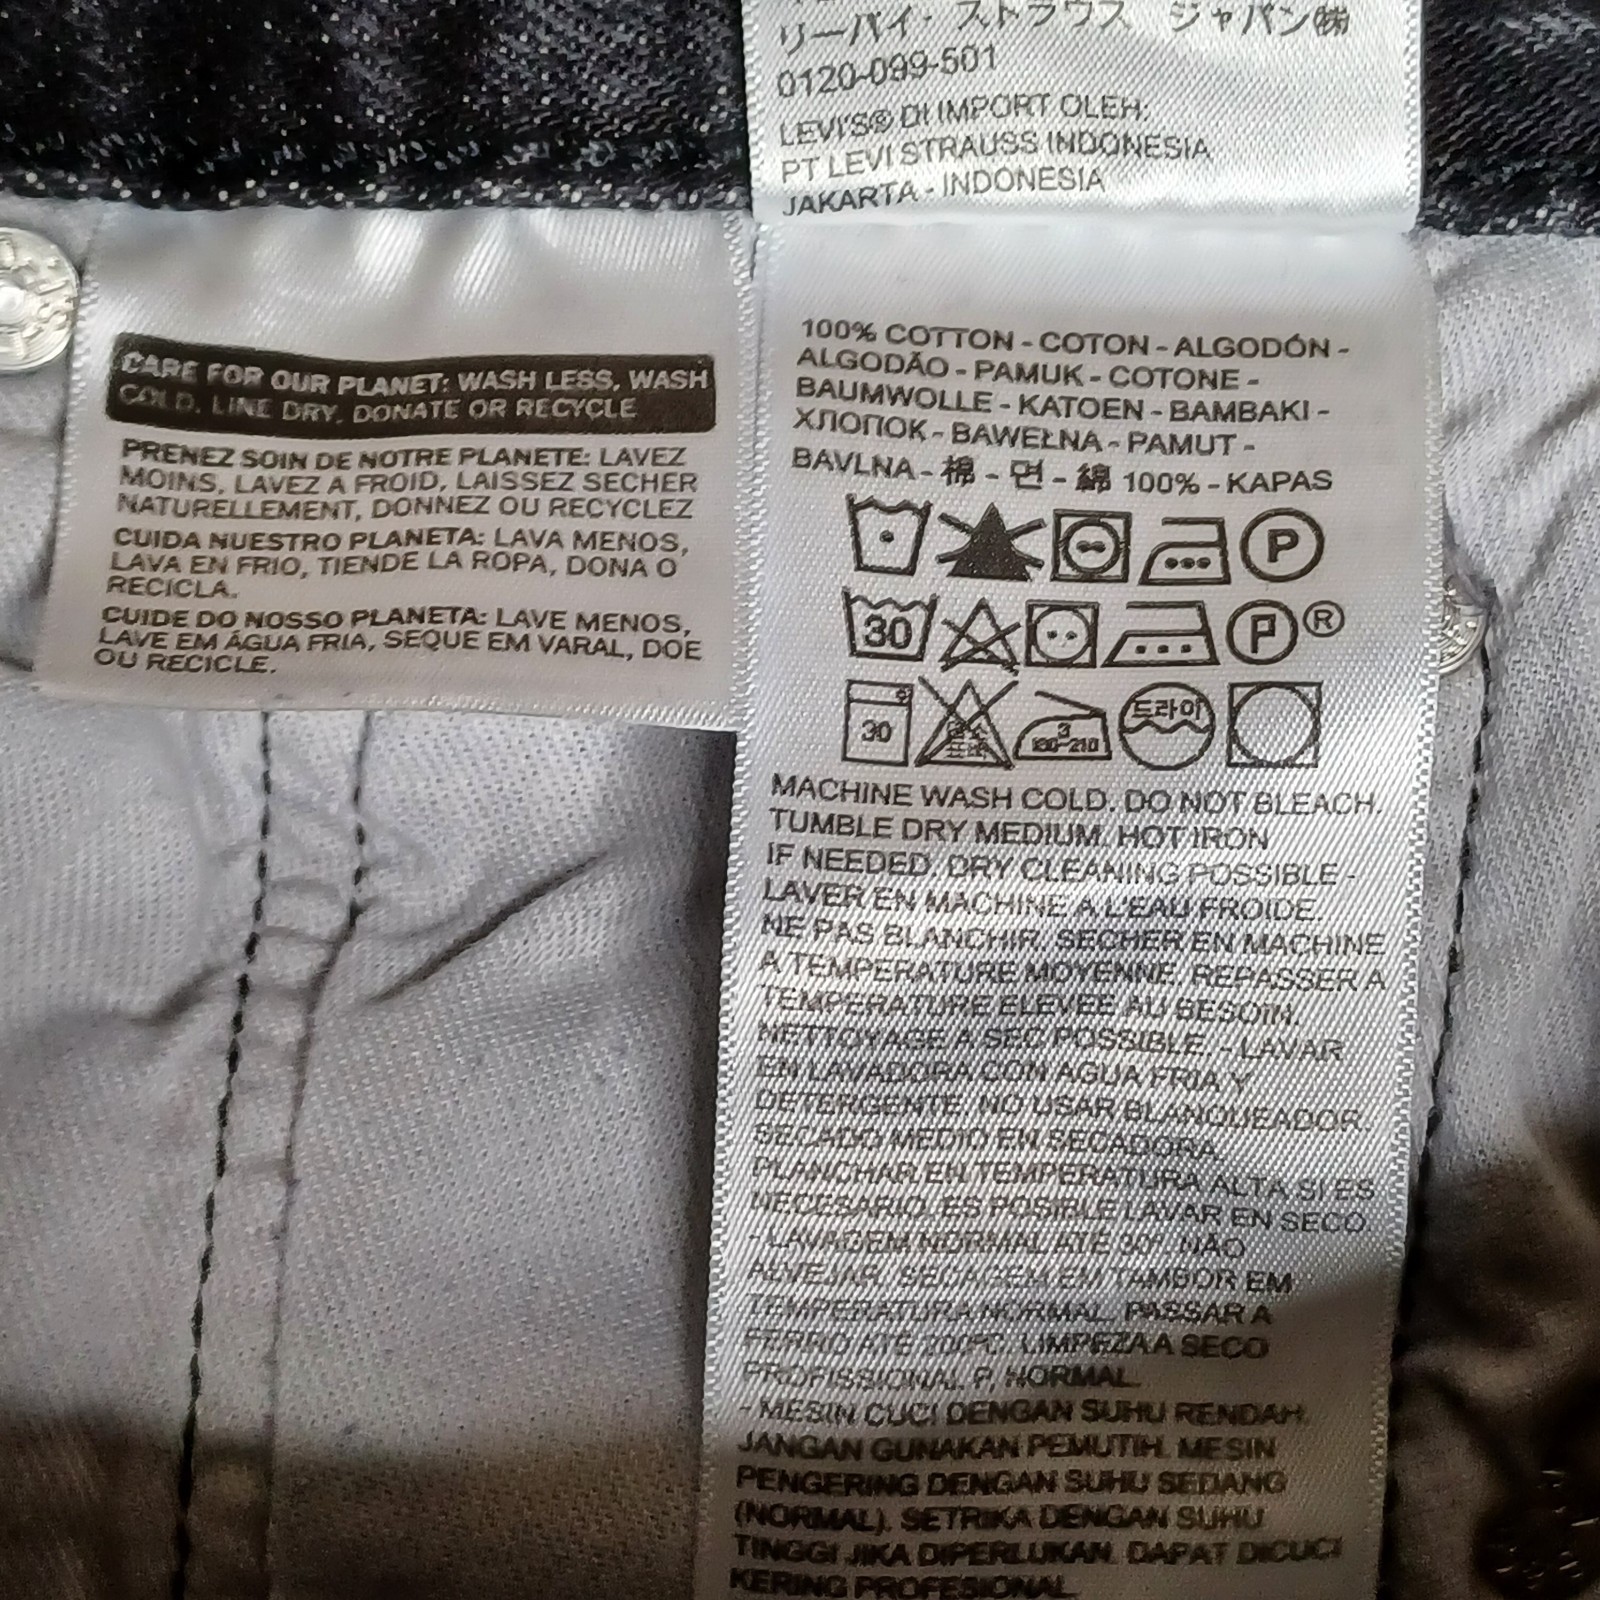 リーバイ・ストラウス ジャパン㈱
0120-099-501
LEVI'S® DI IMPORT OLEH:
PT LEVI STRAUSS INDONESIA
JAKARTA - INDONESIA
CARE FOR OUR PLANET: WASH LESS, WASH
COLD, LINE DRY, DONATE OR RECYCLE
PRENEZ SOIN DE NOTRE PLANETE: LAVEZ
MOINS, LAVEZ A FROID, LAISSEZ SECHER
NATURELLEMENT, DONNEZ OU RECYCLEZ
CUIDA NUESTRO PLANETA: LAVA MENOS,
LAVA EN FRIO, TIENDE LA ROPA, DONA O
RECICLA.
CUIDE DO NOSSO PLANETA: LAVE MENOS,
LAVE EM ÁGUA FRIA, SEQUE EM VARAL, DOE
OU RECICLE.
100% COTTON - COTON - ALGODÓN -
ALGODÃO - PAMUK - COTONE -
BAUMWOLLE - KATOEN - BAMBAKI -
ХЛОПОК - BAWEŁNA - PAMUT -
BAVLNA - 棉 - 면 - 綿 100% - KAPAS
P
30 P ®
30 3 180-210 드라이
MACHINE WASH COLD. DO NOT BLEACH.
TUMBLE DRY MEDIUM. HOT IRON
IF NEEDED. DRY CLEANING POSSIBLE -
LAVER EN MACHINE A L'EAU FROIDE.
NE PAS BLANCHIR. SECHER EN MACHINE
A TEMPERATURE MOYENNE. REPASSER A
TEMPERATURE ELEVEE AU BESOIN.
NETTOYAGE A SEC POSSIBLE. - LAVAR
EN LAVADORA CON AGUA FRIA Y
DETERGENTE. NO USAR BLANQUEADOR.
SECADO MEDIO EN SECADORA.
PLANCHAR EN TEMPERATURA ALTA SI ES
NECESARIO. ES POSIBLE LAVAR EN SECO.
- LAVAGEM NORMAL ATÉ 30º. NÃO
ALVEJAR. SECAGEM EM TAMBOR EM
TEMPERATURA NORMAL. PASSAR A
FERRO ATÉ 200ºC. LIMPEZA A SECO
PROFISSIONAL P, NORMAL.
- MESIN CUCI DENGAN SUHU RENDAH.
JANGAN GUNAKAN PEMUTIH. MESIN
PENGERING DENGAN SUHU SEDANG
(NORMAL). SETRIKA DENGAN SUHU
TINGGI JIKA DIPERLUKAN. DAPAT DICUCI
KERING PROFESIONAL